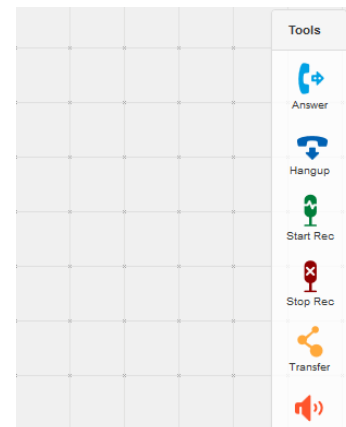 Tools
Answer
Hangup
Start Rec
Stop Rec
Transfer